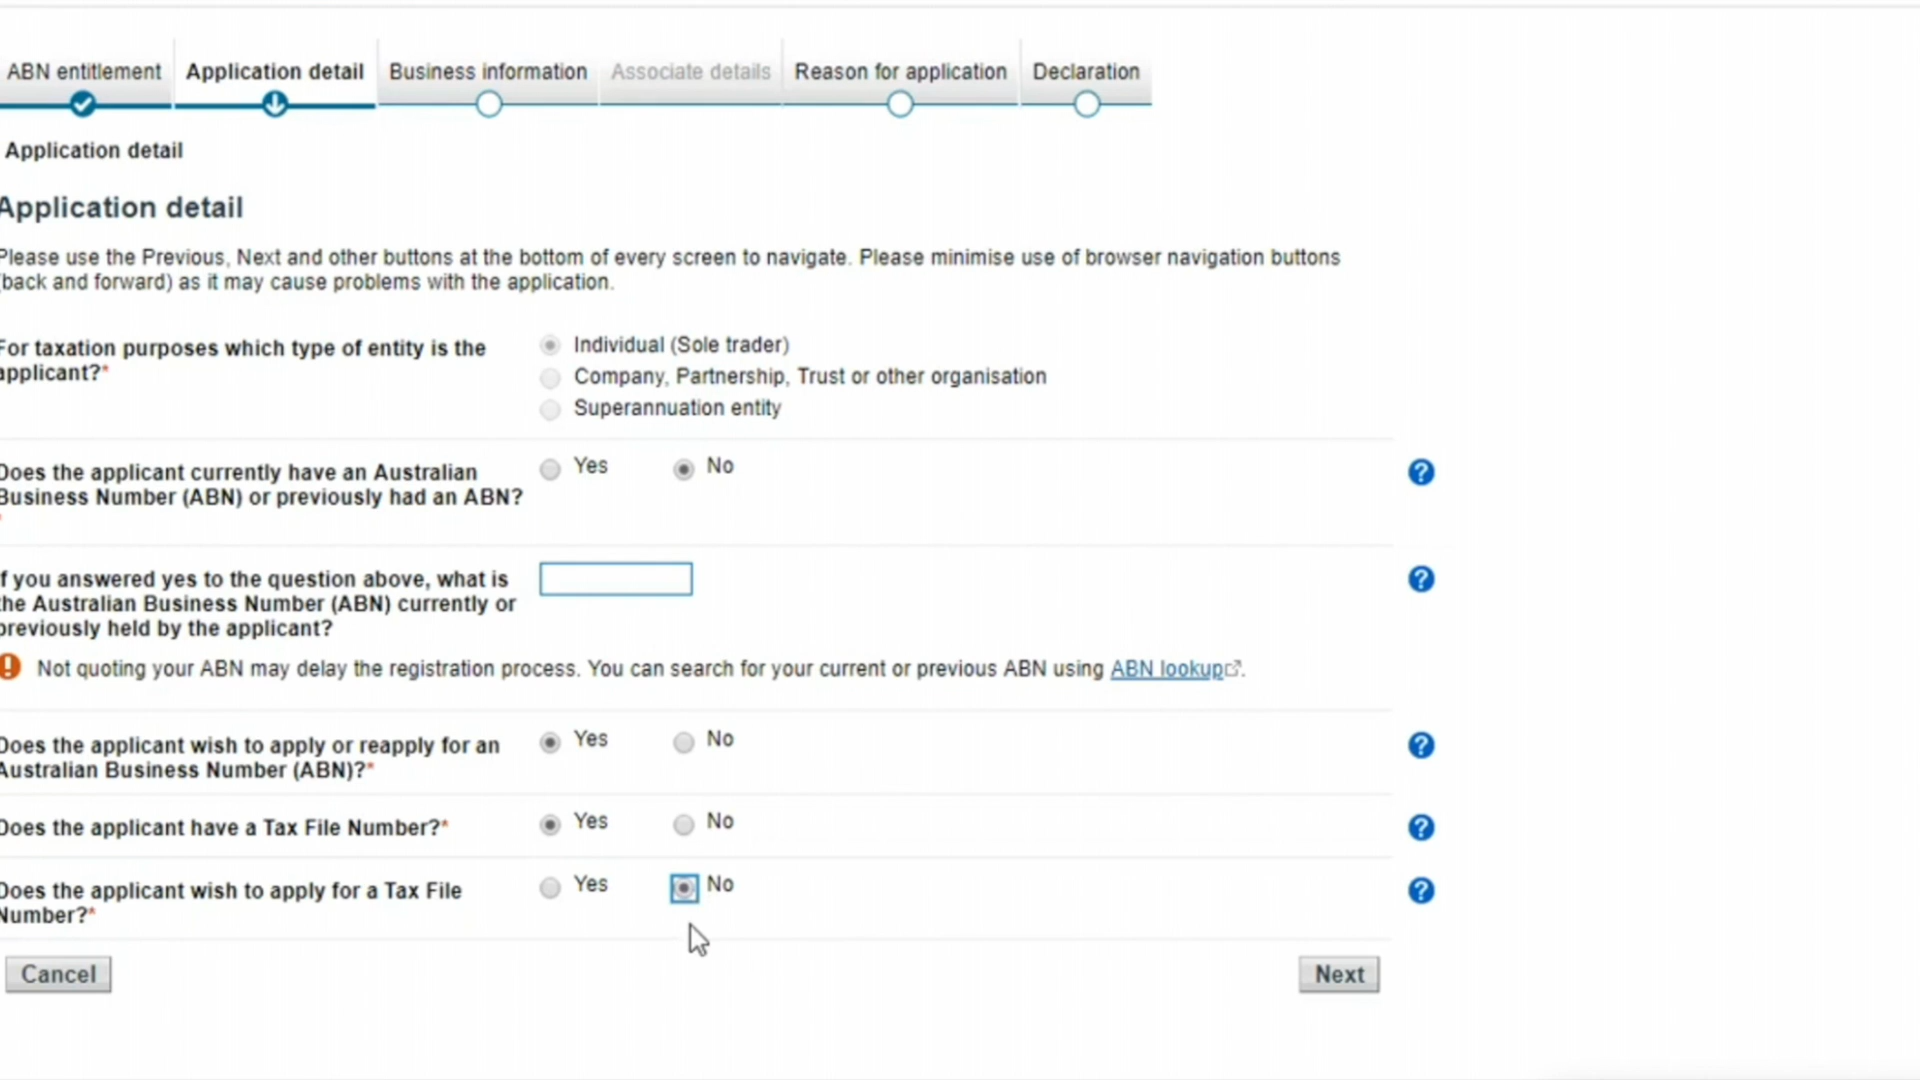 ABN entitlement Application detail Business information Associate details Reason for application Declaration
Application detail
Application detail
Please use the Previous, Next and other buttons at the bottom of every screen to navigate. Please minimise use of browser navigation buttons
(back and forward) as it may cause problems with the application.
For taxation purposes which type of entity is the
applicant?*
Individual (Sole trader)
Company, Partnership, Trust or other organisation
Superannuation entity
Does the applicant currently have an Australian
Business Number (ABN) or previously had an ABN?
*
Yes No
If you answered yes to the question above, what is
the Australian Business Number (ABN) currently or
previously held by the applicant?
Not quoting your ABN may delay the registration process. You can search for your current or previous ABN using ABN lookup.
Does the applicant wish to apply or reapply for an
Australian Business Number (ABN)?*
Yes No
Does the applicant have a Tax File Number?*
Yes No
Does the applicant wish to apply for a Tax File
Number?*
Yes No
Cancel Next